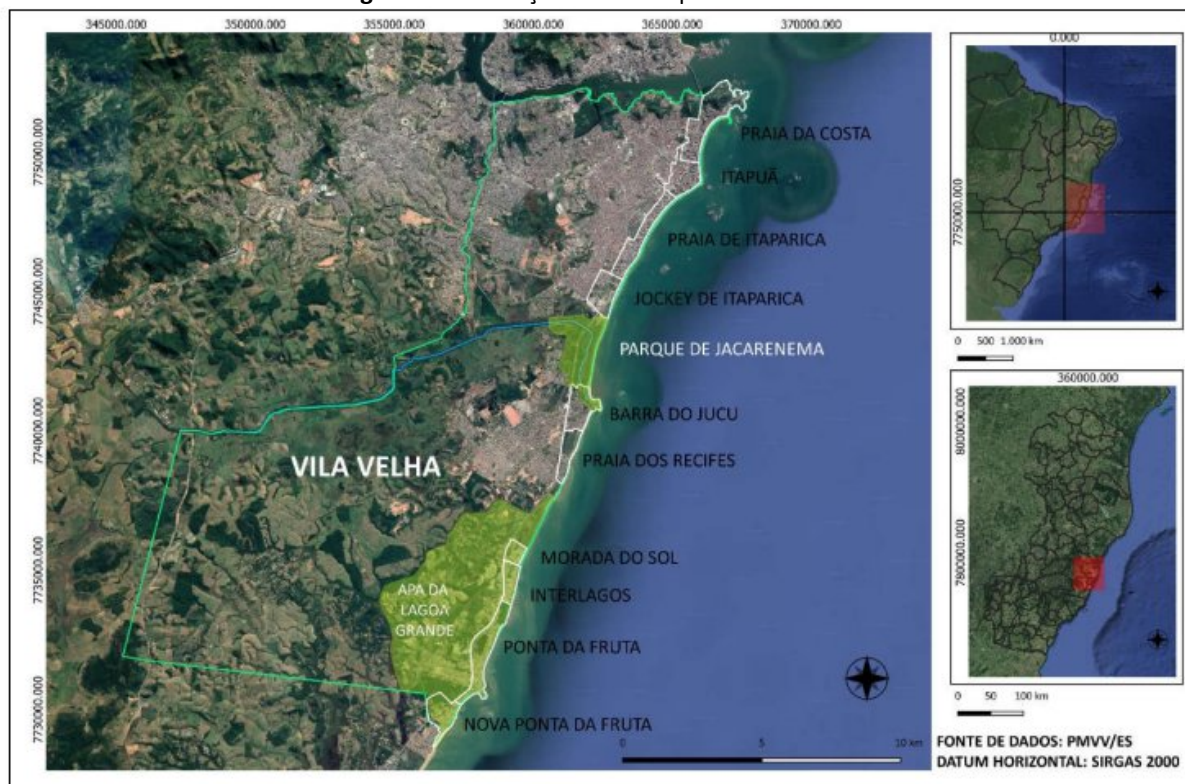 345000.000 350000.000 355000.000 360000.000 365000.000 370000.000
7750000.000
7745000.000
7740000.000
7735000.000
7730000.000
PRAIA DA COSTA
ITAPUÃ
PRAIA DE ITAPARICA
JOCKEY DE ITAPARICA
PARQUE DE JACARENEMA
BARRA DO JUCU
VILA VELHA
PRAIA DOS RECIFES
MORADA DO SOL
APA DA
LAGOA
GRANDE
INTERLAGOS
PONTA DA FRUTA
NOVA PONTA DA FRUTA
0 5 10 km
0.000
7750000.000
0 500 1.000 km
360000.000
8000000.000
7800000.000
0 50 100 km
FONTE DE DADOS: PMVV/ES
DATUM HORIZONTAL: SIRGAS 2000